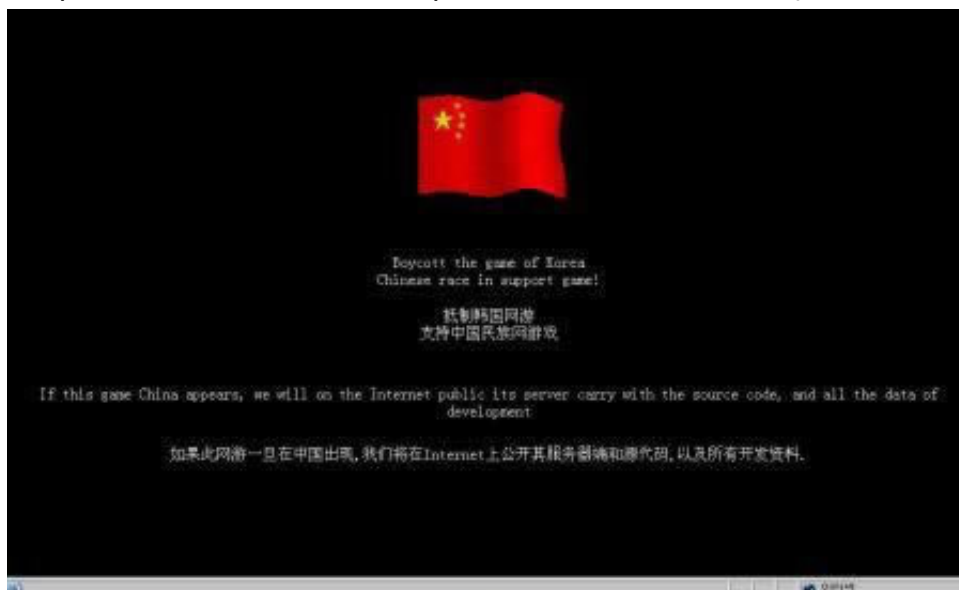 Boycott the game of Korea
Chinese race in support game!
抵制韩国网游
支持中国民族网游戏
If this game China appears, we will on the Internet public its server carry with the source code, and all the data of
development
如果此网游一旦在中国出现,我们将在Internet上公开其服务器端和源代码,以及所有开发资料.